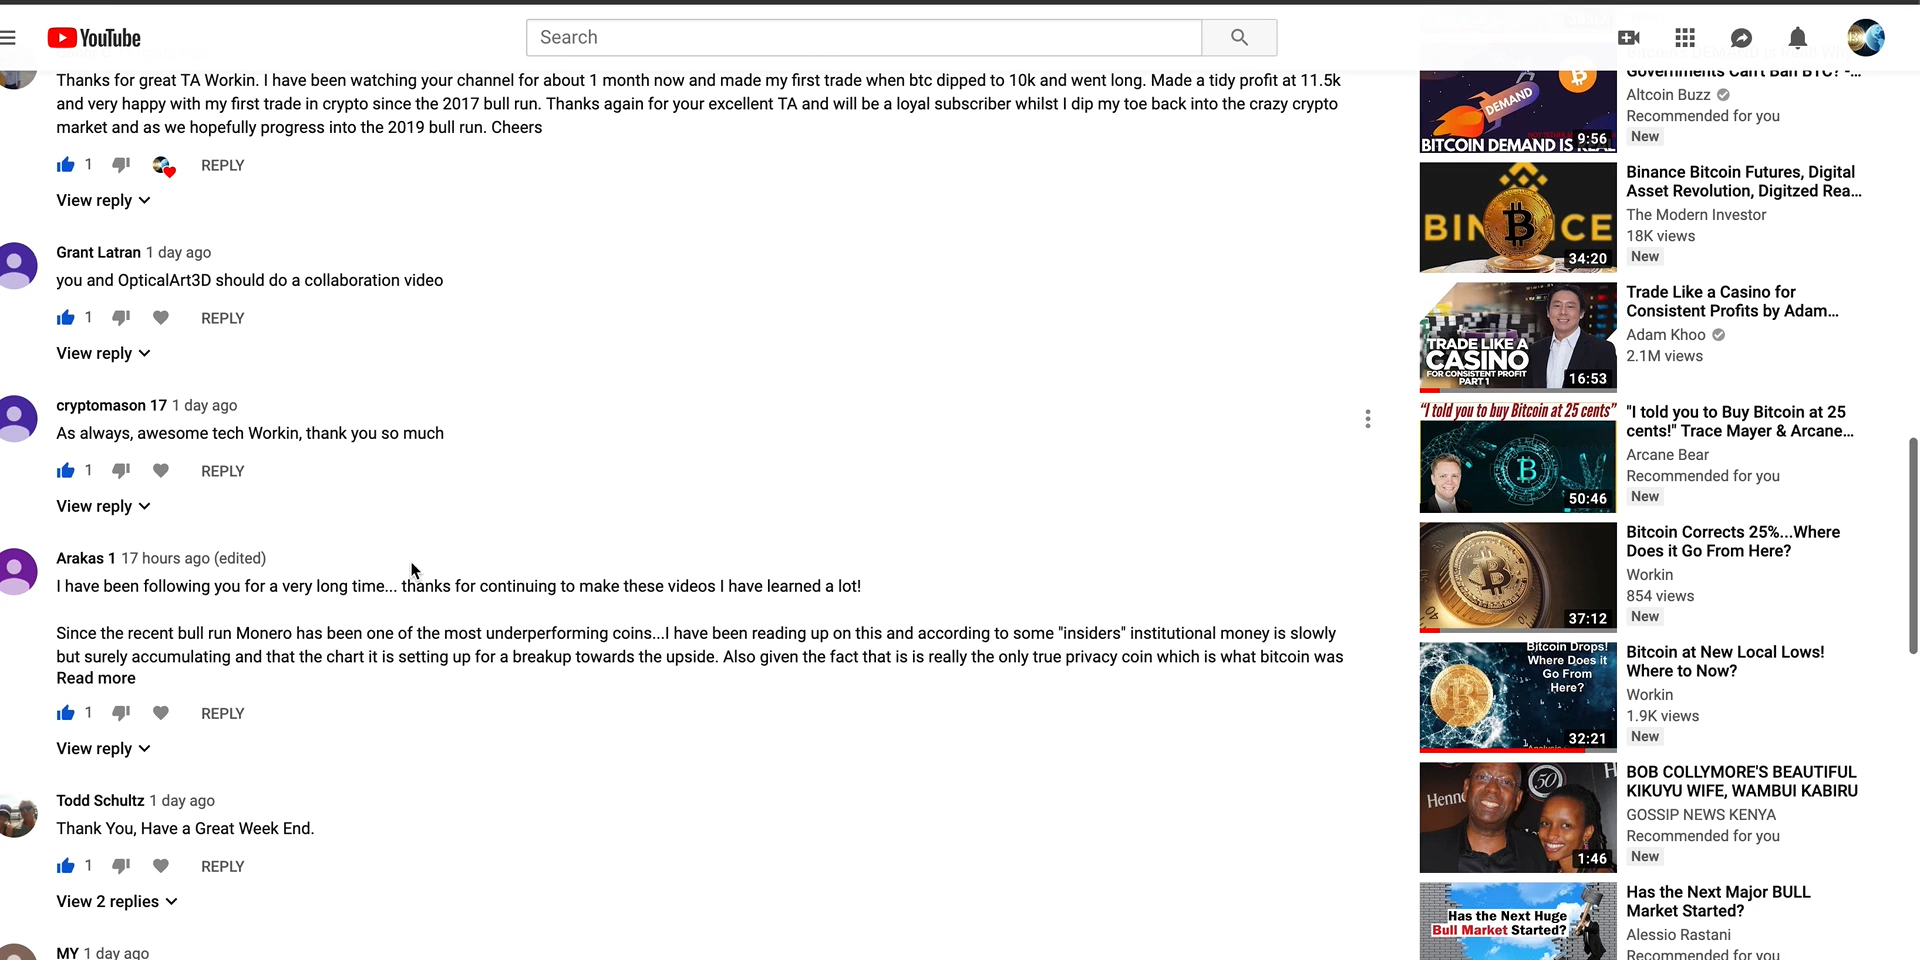 YouTube
Search
Thanks for great TA Workin. I have been watching your channel for about 1 month now and made my first trade when btc dipped to 10k and went long. Made a tidy profit at 11.5k
and very happy with my first trade in crypto since the 2017 bull run. Thanks again for your excellent TA and will be a loyal subscriber whilst I dip my toe back into the crazy crypto
market and as we hopefully progress into the 2019 bull run. Cheers
1
REPLY
View reply
Grant Latran 1 day ago
you and OpticalArt3D should do a collaboration video
1
REPLY
View reply
cryptomason 17 1 day ago
As always, awesome tech Workin, thank you so much
1
REPLY
View reply
Arakas 1 17 hours ago (edited)
I have been following you for a very long time... thanks for continuing to make these videos I have learned a lot!
Since the recent bull run Monero has been one of the most underperforming coins...I have been reading up on this and according to some "insiders" institutional money is slowly
but surely accumulating and that the chart it is setting up for a breakup towards the upside. Also given the fact that is is really the only true privacy coin which is what bitcoin was
Read more
1
REPLY
View reply
Todd Schultz 1 day ago
Thank You, Have a Great Week End.
1
REPLY
View 2 replies
MY 1 day ago
DEMAND
BITCOIN DEMAND IS REAL
9:56
Governments Can't Ban BTC? -...
Altcoin Buzz
Recommended for you
New
BINANCE
34:20
Binance Bitcoin Futures, Digital
Asset Revolution, Digitzed Rea...
The Modern Investor
18K views
New
TRADE LIKE A
CASINO
FOR CONSISTENT PROFIT
PART 1
16:53
Trade Like a Casino for
Consistent Profits by Adam...
Adam Khoo
2.1M views
"I told you to buy Bitcoin at 25 cents"
50:46
"I told you to Buy Bitcoin at 25
cents!" Trace Mayer & Arcane...
Arcane Bear
Recommended for you
New
37:12
Bitcoin Corrects 25%...Where
Does it Go From Here?
Workin
854 views
New
Bitcoin Drops!
Where Does it
Go From
Here?
32:21
Bitcoin at New Local Lows!
Where to Now?
Workin
1.9K views
New
Henn
50
H
1:46
BOB COLLYMORE'S BEAUTIFUL
KIKUYU WIFE, WAMBUI KABIRU
GOSSIP NEWS KENYA
Recommended for you
New
Has the Next Huge
Bull Market Started?
Has the Next Major BULL
Market Started?
Alessio Rastani
Recommended for you